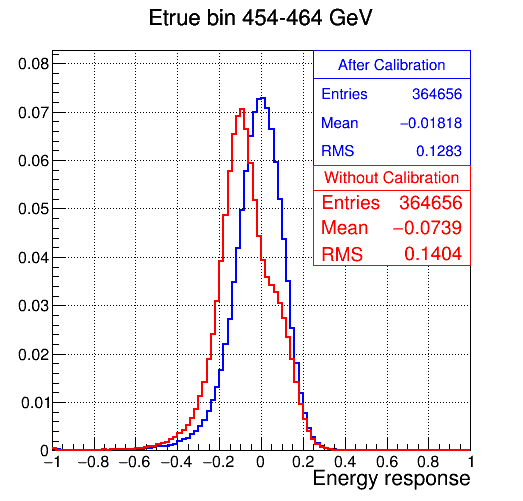 Etrue bin 454-464 GeV
After Calibration
Entries 364656
Mean −0.01818
RMS 0.1283
Without Calibration
Entries 364656
Mean −0.0739
RMS 0.1404
0.08
0.07
0.06
0.05
0.04
0.03
0.02
0.01
0
−1 −0.8 −0.6 −0.4 −0.2 0 0.2 0.4 0.6 0.8 1
Energy response